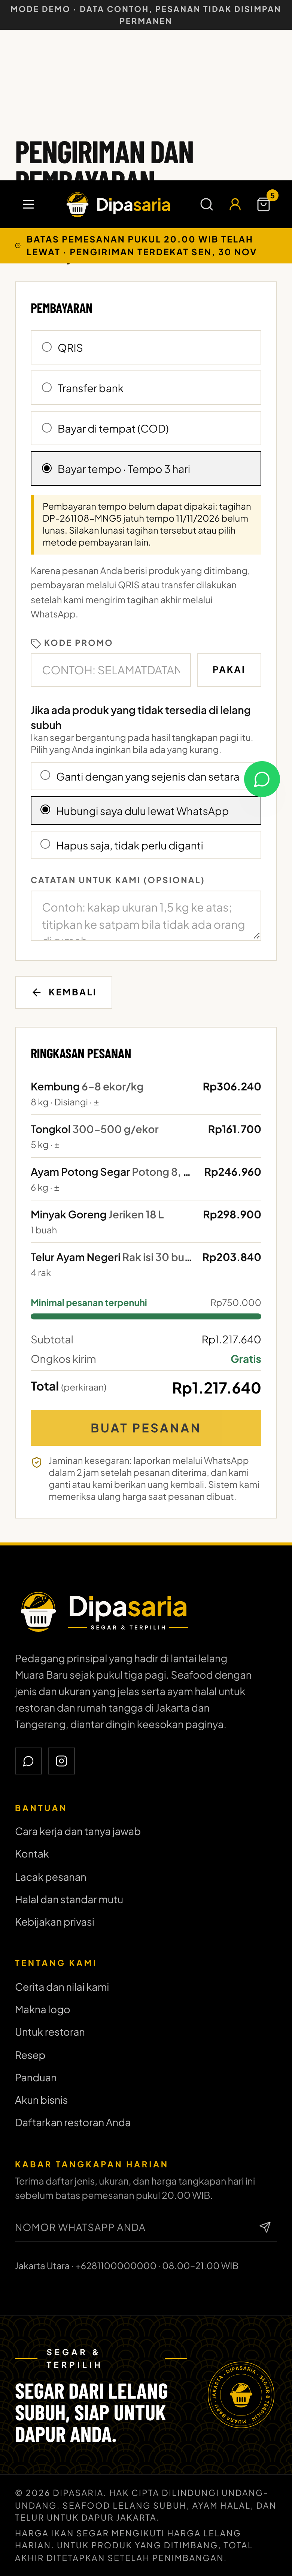 MODE DEMO · DATA CONTOH, PESANAN TIDAK DISIMPAN
PERMANEN
PENGIRIMAN DAN
PEMBAYARAN
Dipasaria
5
BATAS PEMESANAN PUKUL 20.00 WIB TELAH
LEWAT · PENGIRIMAN TERDEKAT SEN, 30 NOV
PEMBAYARAN
QRIS
Transfer bank
Bayar di tempat (COD)
Bayar tempo · Tempo 3 hari
Pembayaran tempo belum dapat dipakai: tagihan
DP-261108-MNG5 jatuh tempo 11/11/2026 belum
lunas. Silakan lunasi tagihan tersebut atau pilih
metode pembayaran lain.
Karena pesanan Anda berisi produk yang ditimbang,
pembayaran melalui QRIS atau transfer dilakukan
setelah kami mengirim tagihan akhir melalui
WhatsApp.
KODE PROMO
CONTOH: SELAMATDATAN
PAKAI
Jika ada produk yang tidak tersedia di lelang
subuh
Ikan segar bergantung pada hasil tangkapan pagi itu.
Pilih yang Anda inginkan bila ada yang kurang.
Ganti dengan yang sejenis dan setara
Hubungi saya dulu lewat WhatsApp
Hapus saja, tidak perlu diganti
CATATAN UNTUK KAMI (OPSIONAL)
Contoh: kakap ukuran 1,5 kg ke atas;
titipkan ke satpam bila tidak ada orang
di rumah
KEMBALI
RINGKASAN PESANAN
Kembung 6–8 ekor/kg Rp306.240
8 kg · Disiangi · ±
Tongkol 300–500 g/ekor Rp161.700
5 kg · ±
Ayam Potong Segar Potong 8, … Rp246.960
6 kg · ±
Minyak Goreng Jeriken 18 L Rp298.900
1 buah
Telur Ayam Negeri Rak isi 30 bu… Rp203.840
4 rak
Minimal pesanan terpenuhi Rp750.000
Subtotal Rp1.217.640
Ongkos kirim Gratis
Total (perkiraan) Rp1.217.640
BUAT PESANAN
Jaminan kesegaran: laporkan melalui WhatsApp
dalam 2 jam setelah pesanan diterima, dan kami
ganti atau kami berikan uang kembali. Sistem kami
memeriksa ulang harga saat pesanan dibuat.
Dipasaria
SEGAR & TERPILIH
Pedagang prinsipal yang hadir di lantai lelang
Muara Baru sejak pukul tiga pagi. Seafood dengan
jenis dan ukuran yang jelas serta ayam halal untuk
restoran dan rumah tangga di Jakarta dan
Tangerang, diantar dingin keesokan paginya.
BANTUAN
Cara kerja dan tanya jawab
Kontak
Lacak pesanan
Halal dan standar mutu
Kebijakan privasi
TENTANG KAMI
Cerita dan nilai kami
Makna logo
Untuk restoran
Resep
Panduan
Akun bisnis
Daftarkan restoran Anda
KABAR TANGKAPAN HARIAN
Terima daftar jenis, ukuran, dan harga tangkapan hari ini
sebelum batas pemesanan pukul 20.00 WIB.
NOMOR WHATSAPP ANDA
Jakarta Utara · +6281100000000 · 08.00–21.00 WIB
SEGAR &
TERPILIH
SEGAR DARI LELANG
SUBUH, SIAP UNTUK
DAPUR ANDA.
© 2026 DIPASARIA. HAK CIPTA DILINDUNGI UNDANG-
UNDANG. SEAFOOD LELANG SUBUH, AYAM HALAL, DAN
TELUR UNTUK DAPUR JAKARTA.
HARGA IKAN SEGAR MENGIKUTI HARGA LELANG
HARIAN. UNTUK PRODUK YANG DITIMBANG, TOTAL
AKHIR DITETAPKAN SETELAH PENIMBANGAN.